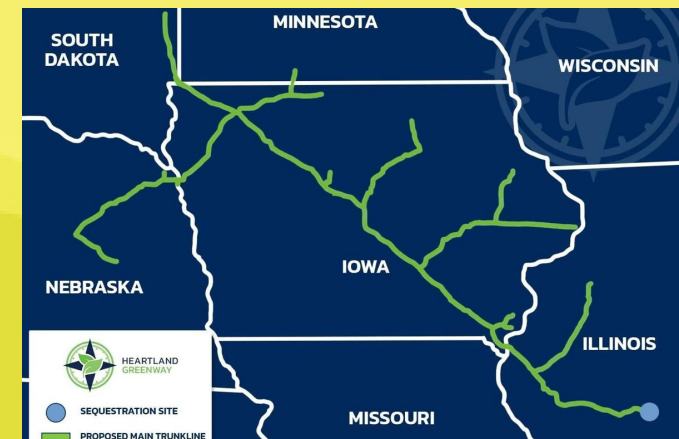 MINNESOTA
SOUTH
DAKOTA
WISCONSIN
IOWA
NEBRASKA
ILLINOIS
HEARTLAND
GREENWAY
SEQUESTRATION SITE
MISSOURI
PROPOSED MAIN TRUNKLINE